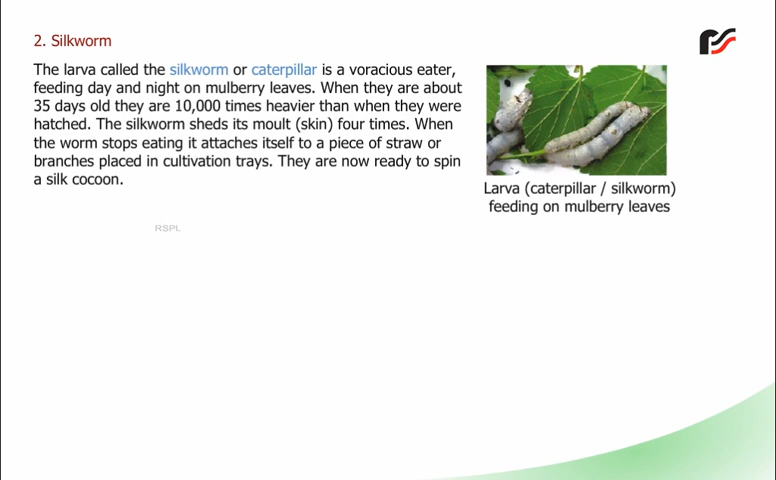 2. Silkworm
The larva called the silkworm or caterpillar is a voracious eater,
feeding day and night on mulberry leaves. When they are about
35 days old they are 10,000 times heavier than when they were
hatched. The silkworm sheds its moult (skin) four times. When
the worm stops eating it attaches itself to a piece of straw or
branches placed in cultivation trays. They are now ready to spin
a silk cocoon.
Larva (caterpillar / silkworm)
feeding on mulberry leaves
RSPL